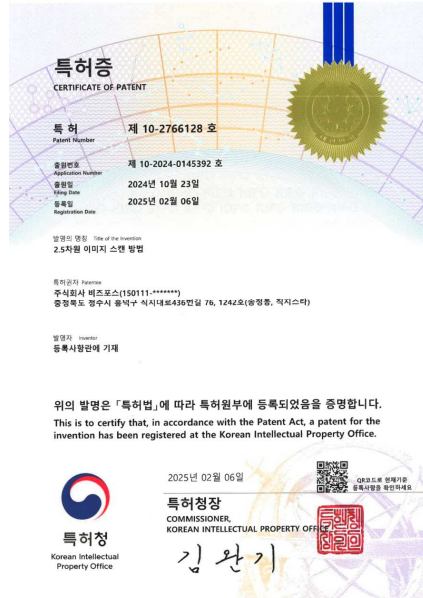 특허증
CERTIFICATE OF PATENT
특 허 제 10-2766128 호
Patent Number
출원번호 제 10-2024-0145392 호
Application Number
출원일 2024년 10월 23일
Filing Date
등록일 2025년 02월 06일
Registration Date
발명의 명칭 Title of the Invention
2.5차원 이미지 스캔 방법
특허권자 Patentee
주식회사 비즈포스(150111-*******)
충청북도 청주시 흥덕구 직지대로436번길 76, 1242호(송정동, 직지스타)
발명자 Inventor
등록사항란에 기재
위의 발명은 「특허법」에 따라 특허원부에 등록되었음을 증명합니다.
This is to certify that, in accordance with the Patent Act, a patent for the
invention has been registered at the Korean Intellectual Property Office.
2025년 02월 06일
QR코드로 현재기준
등록사항을 확인하세요
특허청장
COMMISSIONER,
KOREAN INTELLECTUAL PROPERTY OFFICE
김완기
특허청
Korean Intellectual
Property Office